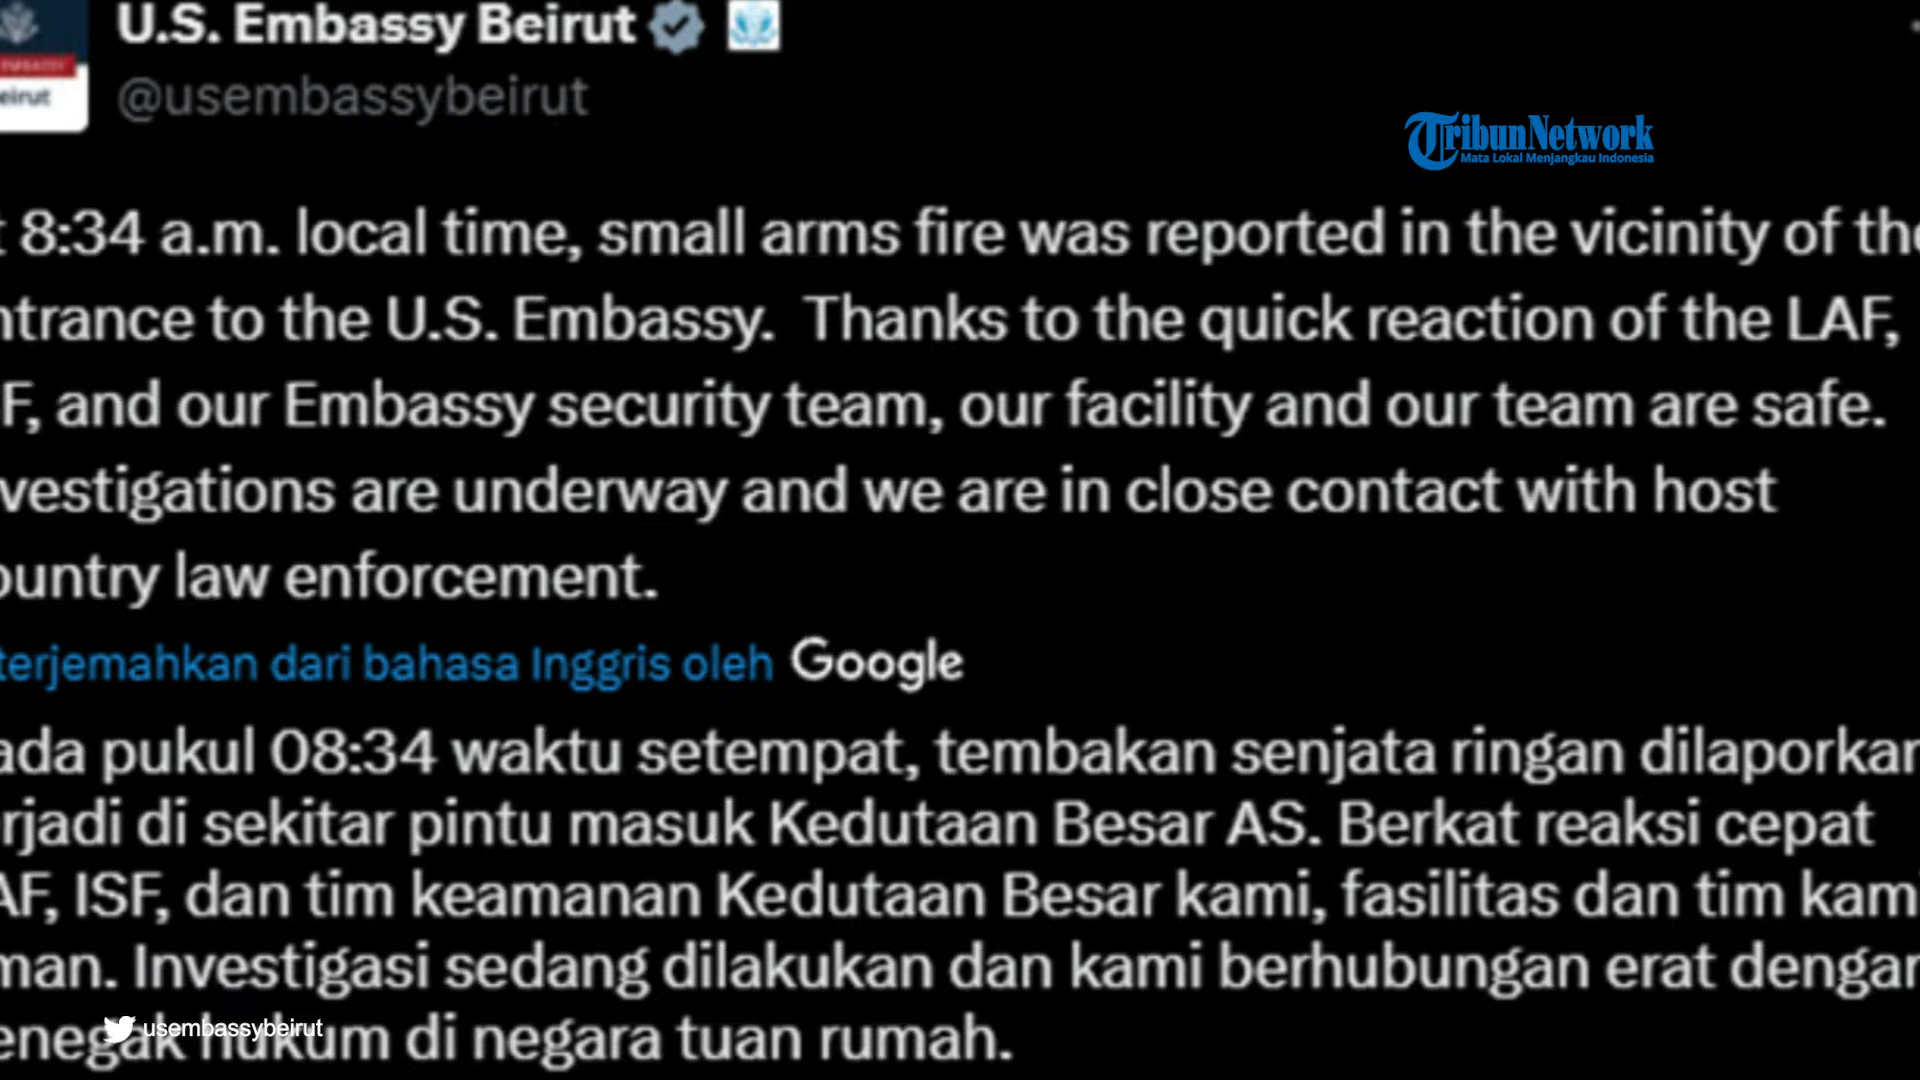 U.S. Embassy Beirut
EMBASSY
eirut
@usembassybeirut
TribunNetwork
Mata Lokal Menjangkau Indonesia
t 8:34 a.m. local time, small arms fire was reported in the vicinity of the
ntrance to the U.S. Embassy. Thanks to the quick reaction of the LAF,
F, and our Embassy security team, our facility and our team are safe.
vestigations are underway and we are in close contact with host
ountry law enforcement.
terjemahkan dari bahasa Inggris oleh Google
ada pukul 08:34 waktu setempat, tembakan senjata ringan dilaporkan
rjadi di sekitar pintu masuk Kedutaan Besar AS. Berkat reaksi cepat
AF, ISF, dan tim keamanan Kedutaan Besar kami, fasilitas dan tim kami
man. Investigasi sedang dilakukan dan kami berhubungan erat dengan
enegak hukum di negara tuan rumah.
usembassybeirut